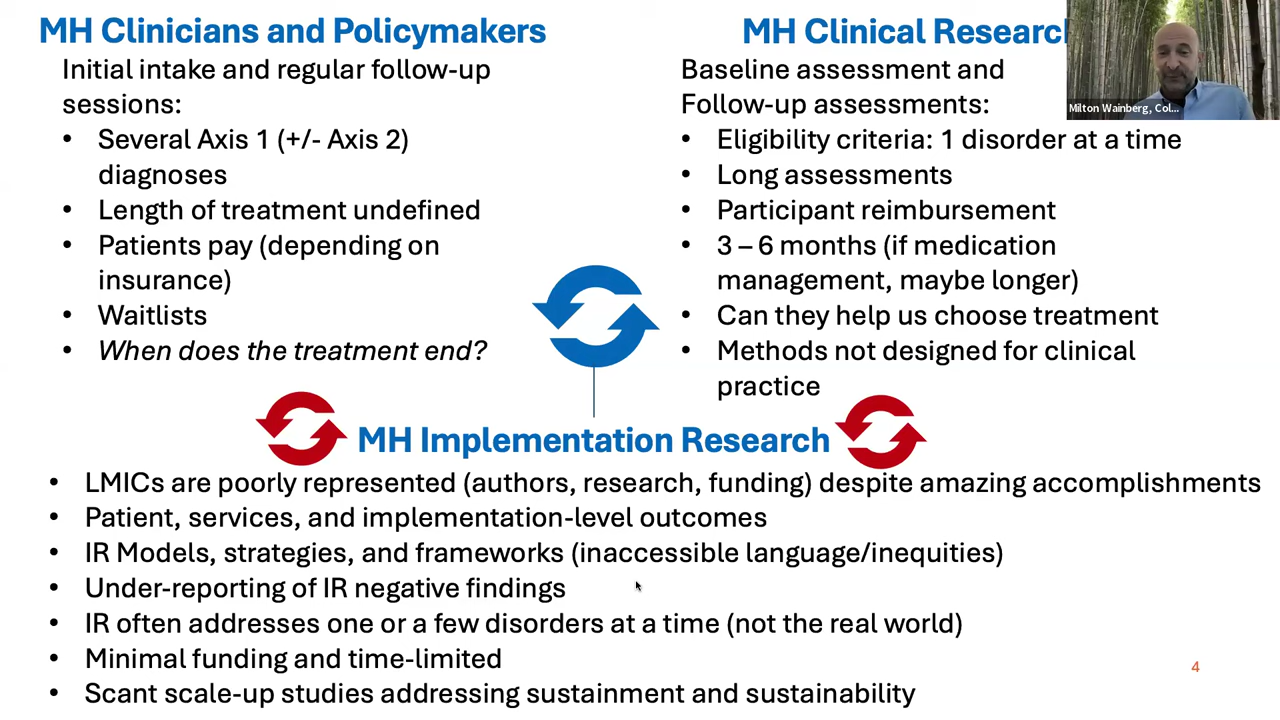 MH Clinicians and Policymakers
Initial intake and regular follow-up
sessions:
• Several Axis 1 (+/- Axis 2)
diagnoses
• Length of treatment undefined
• Patients pay (depending on
insurance)
• Waitlists
• When does the treatment end?
MH Clinical Research
Baseline assessment and
Follow-up assessments:
• Eligibility criteria: 1 disorder at a time
• Long assessments
• Participant reimbursement
• 3 – 6 months (if medication
management, maybe longer)
• Can they help us choose treatment
• Methods not designed for clinical
practice
Milton Wainberg, Col...
MH Implementation Research
• LMICs are poorly represented (authors, research, funding) despite amazing accomplishments
• Patient, services, and implementation-level outcomes
• IR Models, strategies, and frameworks (inaccessible language/inequities)
• Under-reporting of IR negative findings
• IR often addresses one or a few disorders at a time (not the real world)
• Minimal funding and time-limited
• Scant scale-up studies addressing sustainment and sustainability
4